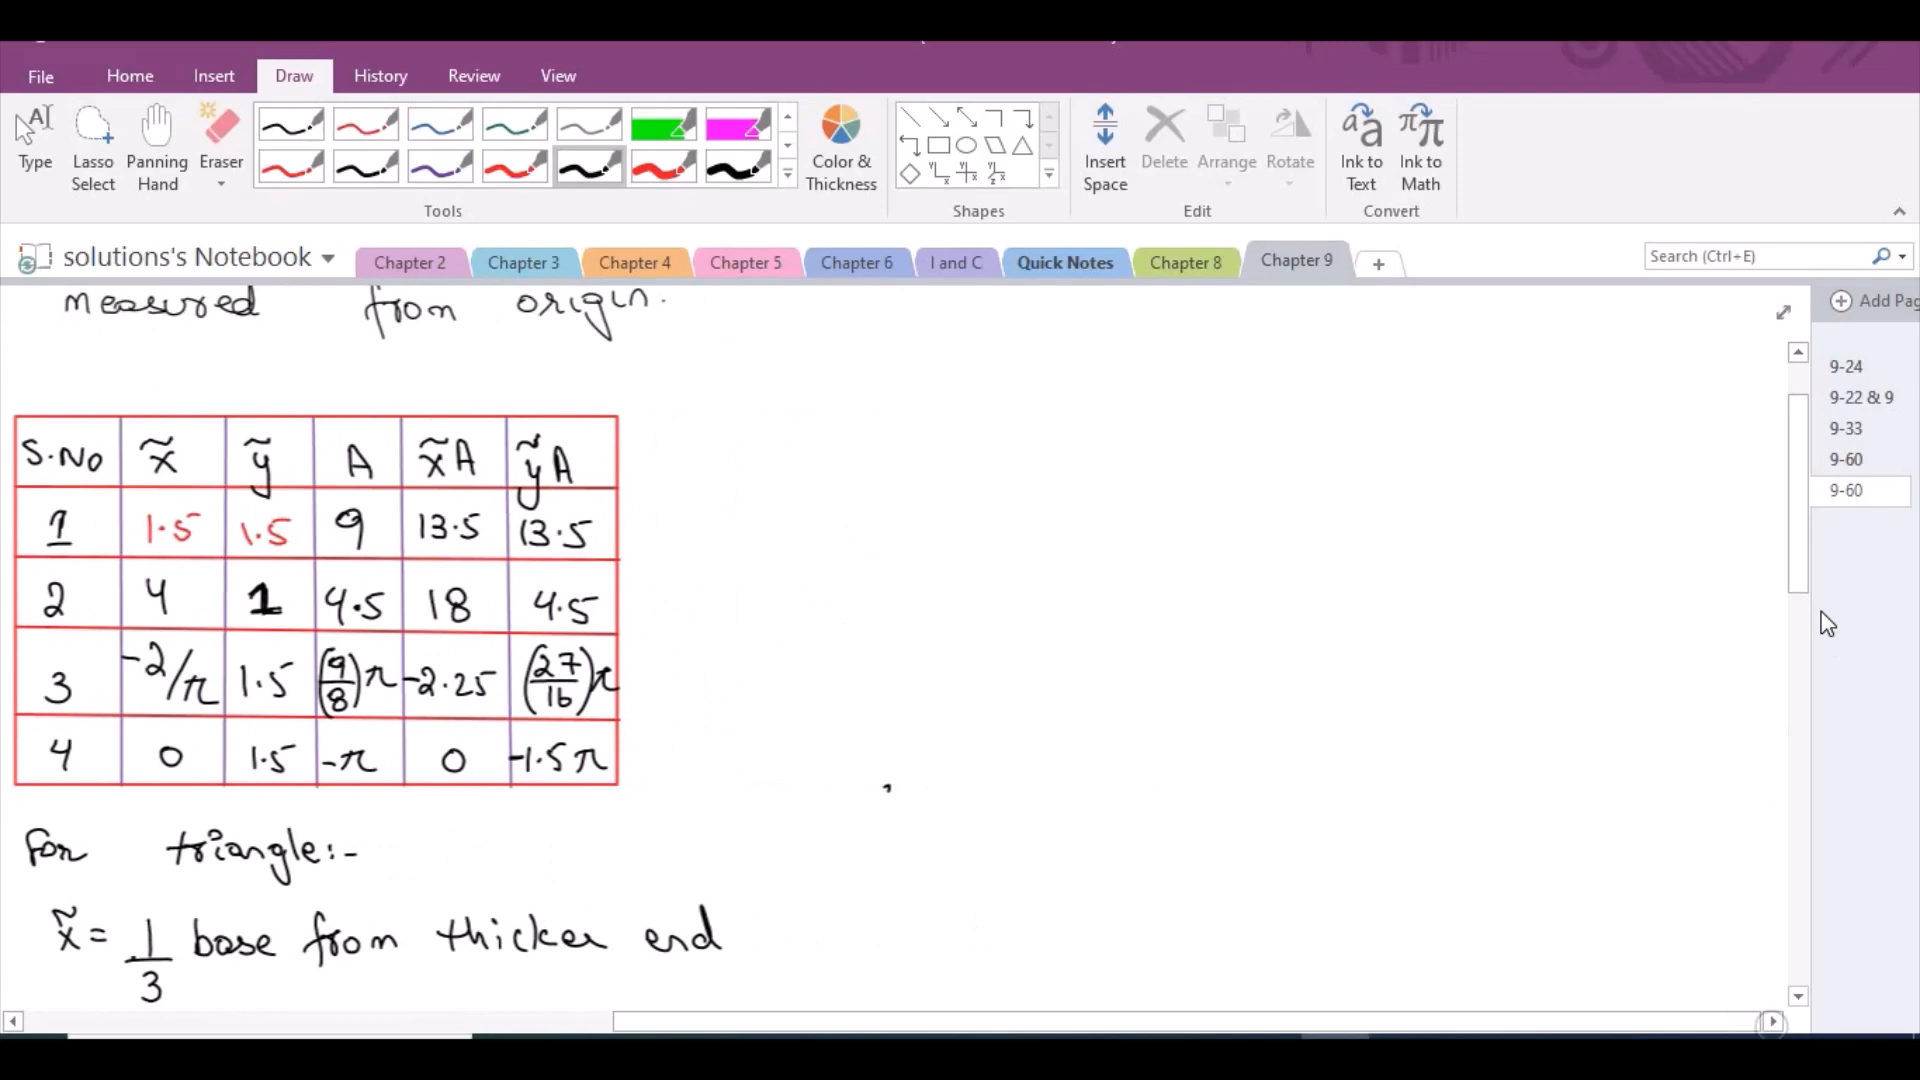 File Home Insert Draw History Review View
Type Lasso Select Panning Hand Eraser Color & Thickness Insert Space Delete Arrange Rotate Ink to Text Ink to Math
Tools Shapes Edit Convert
solutions's Notebook Chapter 2 Chapter 3 Chapter 4 Chapter 5 Chapter 6 I and C Quick Notes Chapter 8 Chapter 9 Search (Ctrl+E)
Add Pag
9-24
9-22 & 9
9-33
9-60
9-60
measured from origin.
S.No x̃ ỹ A x̃A ỹA
1 1.5 1.5 9 13.5 13.5
2 4 1 4.5 18 4.5
3 -2/π 1.5 (9/8)π -2.25 (27/16)π
4 0 1.5 -π 0 -1.5π
For triangle:-
x̃ = 1/3 base from thicker end